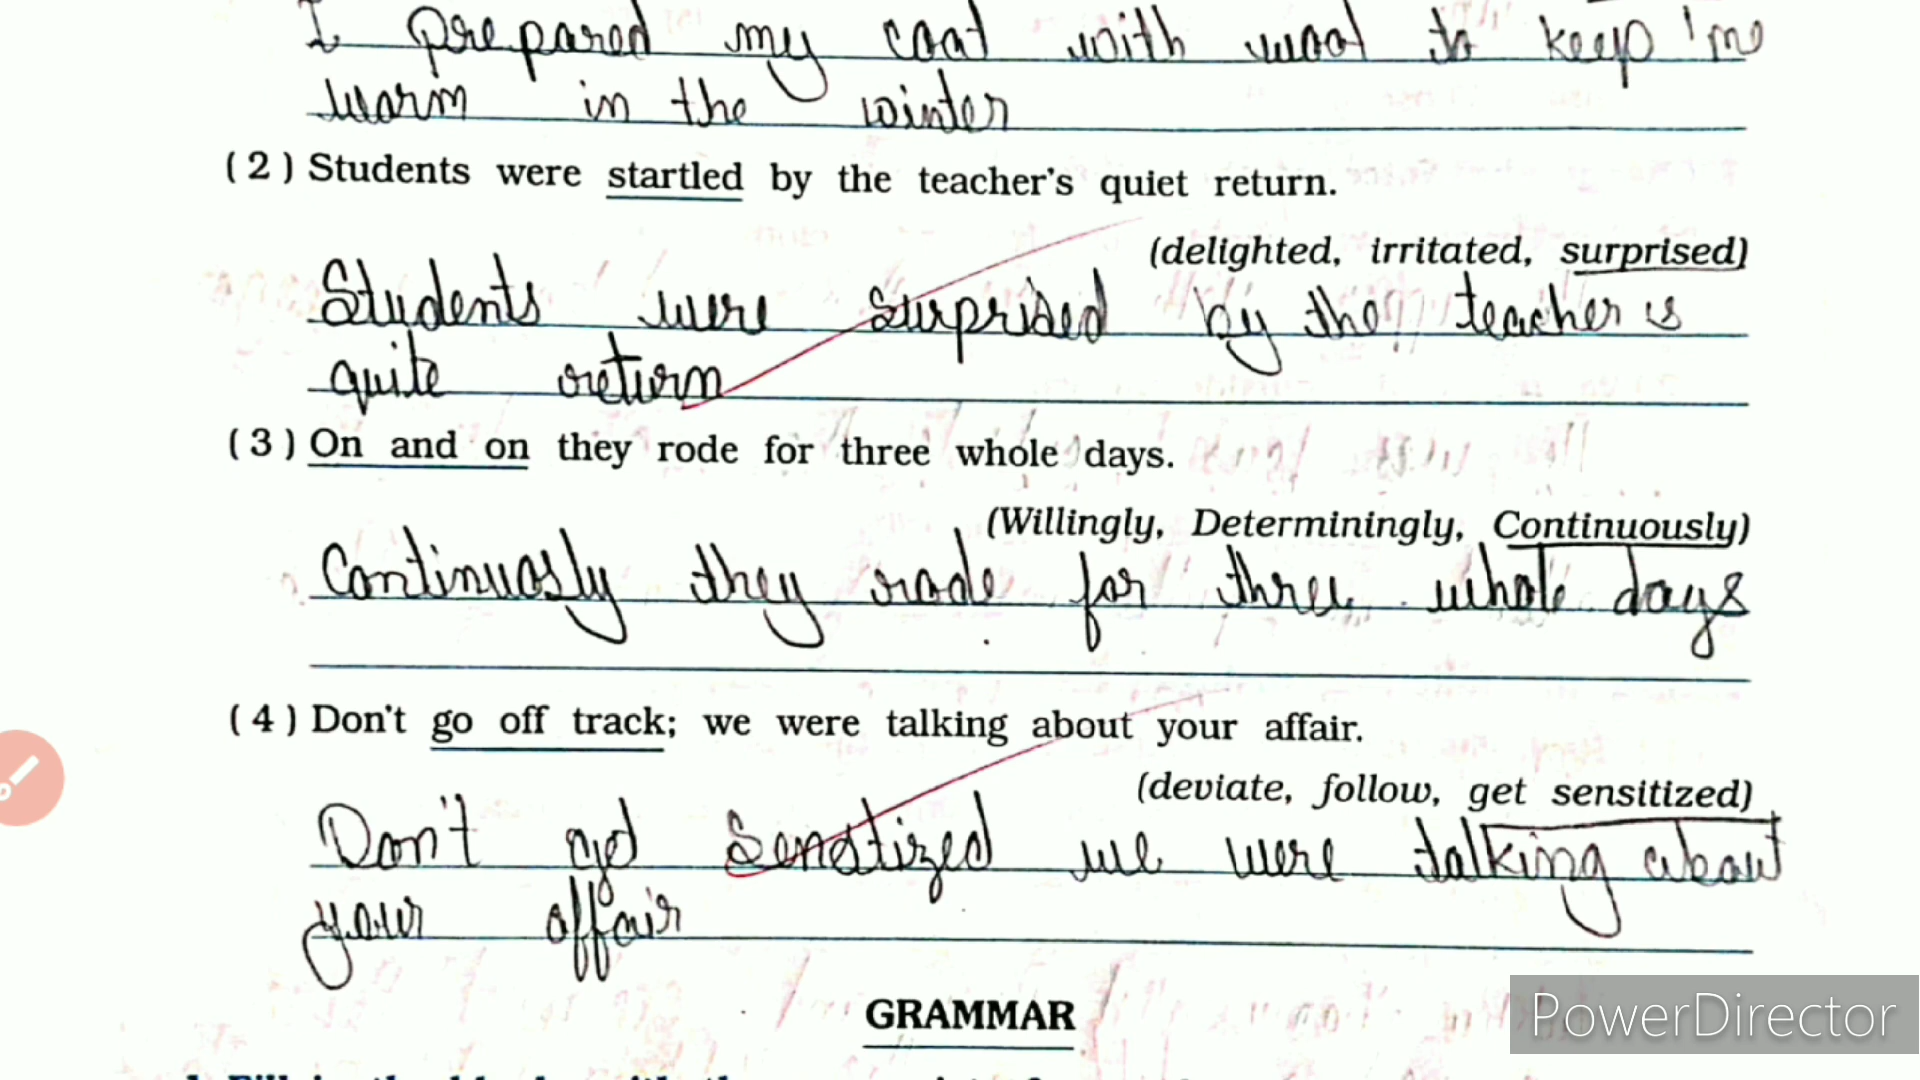 I prepared my coat with wool to keep me
warm in the winter
(2) Students were startled by the teacher's quiet return.
(delighted, irritated, surprised)
Students were surprised by the teacher is
quite return
(3) On and on they rode for three whole days.
(Willingly, Determiningly, Continuously)
Continuosly they rode for three whole days
(4) Don't go off track; we were talking about your affair.
(deviate, follow, get sensitized)
Don't get we were talking about
your affair
GRAMMAR
PowerDirector